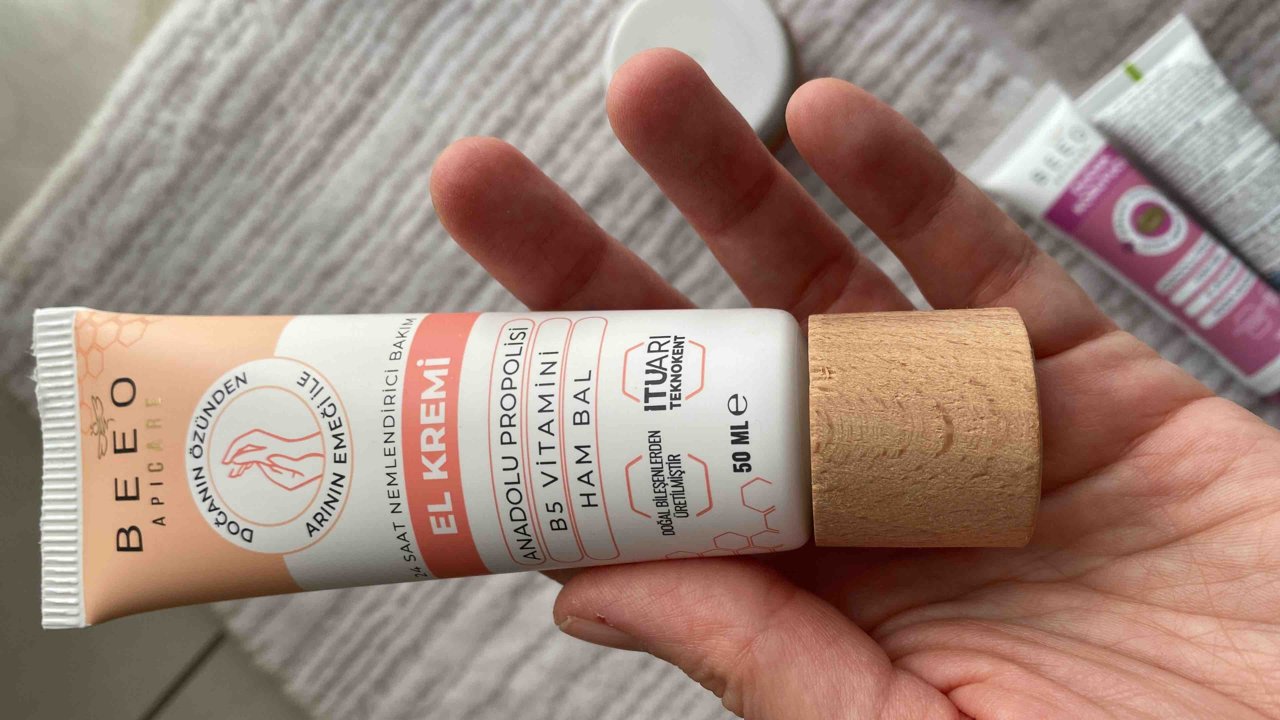 BEEO
APICARE
DOĞANIN ÖZÜNDEN
ARININ EMEĞİ İLE
24 SAAT NEMLENDİRİCİ BAKIM
EL KREMİ
ANADOLU PROPOLİSİ
B5 VİTAMİNİ
HAM BAL
DOĞAL BİLEŞENLERDEN
ÜRETİLMİŞTİR
ITUARI
TEKNOKENT
50 ML e
BEEO